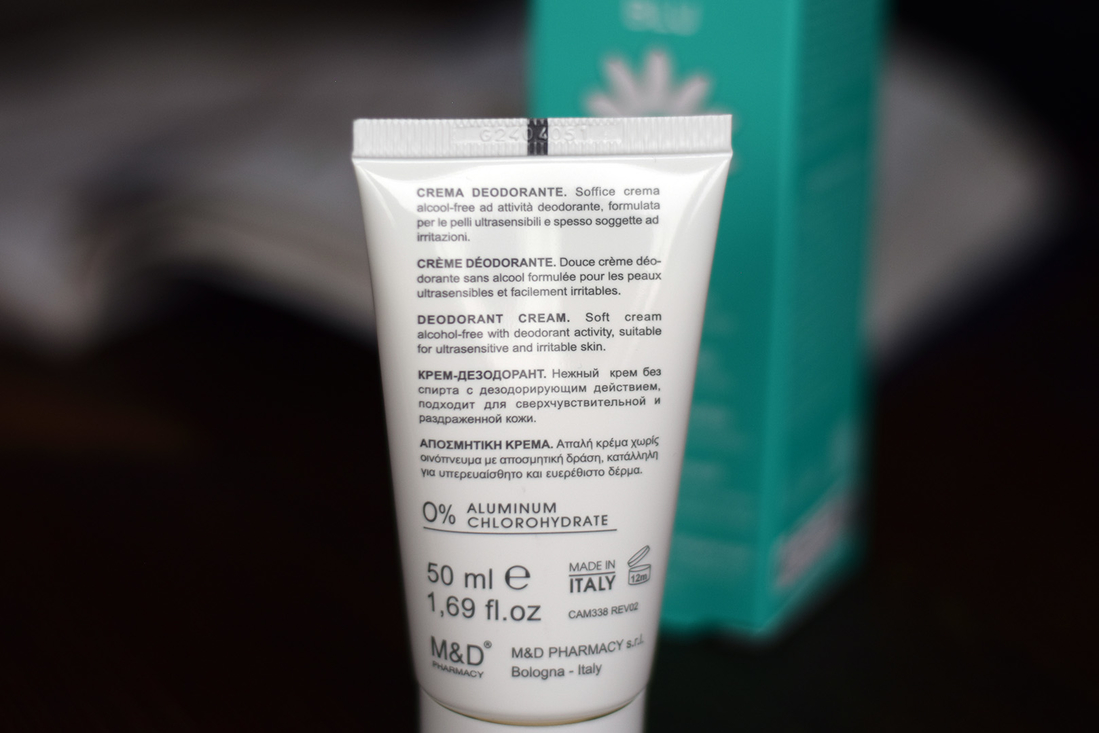 BLU
G2404051
CREMA DEODORANTE. Soffice crema
alcool-free ad attività deodorante, formulata
per le pelli ultrasensibili e spesso soggette ad
irritazioni.
CRÈME DÉODORANTE. Douce crème déo-
dorante sans alcool formulée pour les peaux
ultrasensibles et facilement irritables.
DEODORANT CREAM. Soft cream
alcohol-free with deodorant activity, suitable
for ultrasensitive and irritable skin.
КРЕМ-ДЕЗОДОРАНТ. Нежный крем без
спирта с дезодорирующим действием,
подходит для сверхчувствительной и
раздраженной кожи.
ΑΠΟΣΜΗΤΙΚΗ ΚΡΕΜΑ. Απαλή κρέμα χωρίς
οινόπνευμα με αποσμητική δράση, κατάλληλη
για υπερευαίσθητο και ευερέθιστο δέρμα.
0% ALUMINUM
CHLOROHYDRATE
50 ml ℮
1,69 fl.oz
MADE IN
ITALY
12m
CAM338 REV02
M&D®
PHARMACY
M&D PHARMACY s.r.l.
Bologna - Italy